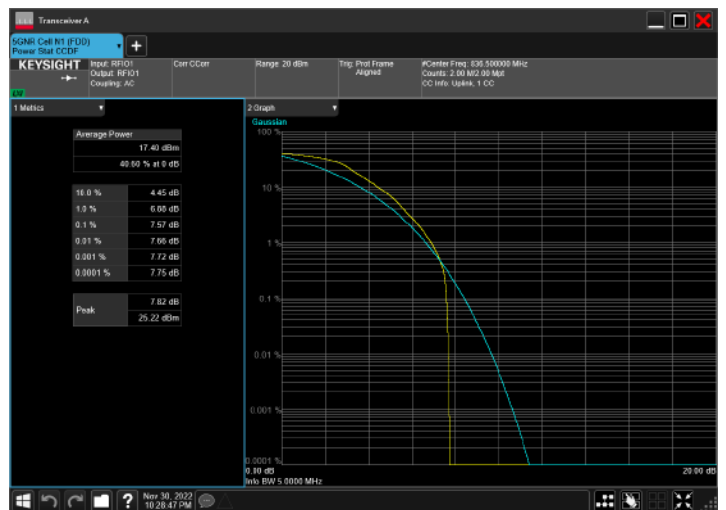 Transceiver A
5GNR Cell N1 (FDD)
Power Stat CCDF
KEYSIGHT
Input: RFIO1
Output: RFIO1
Coupling: AC
Corr CCorr
Range: 20 dBm
Trig: Prot Frame
Aligned
#Center Freq: 836.500000 MHz
Counts: 2.00 M/2.00 Mpt
CC Info: Uplink, 1 CC
1 Metrics
Average Power
17.40 dBm
40.60 % at 0 dB
10.0 % 4.45 dB
1.0 % 6.68 dB
0.1 % 7.57 dB
0.01 % 7.66 dB
0.001 % 7.72 dB
0.0001 % 7.75 dB
Peak
7.82 dB
25.22 dBm
2 Graph
Gaussian
100 %
10 %
1 %
0.1 %
0.01 %
0.001 %
0.0001 %
0.00 dB
20.00 dB
Info BW 5.0000 MHz
?
Nov 30, 2022
10:28:47 PM